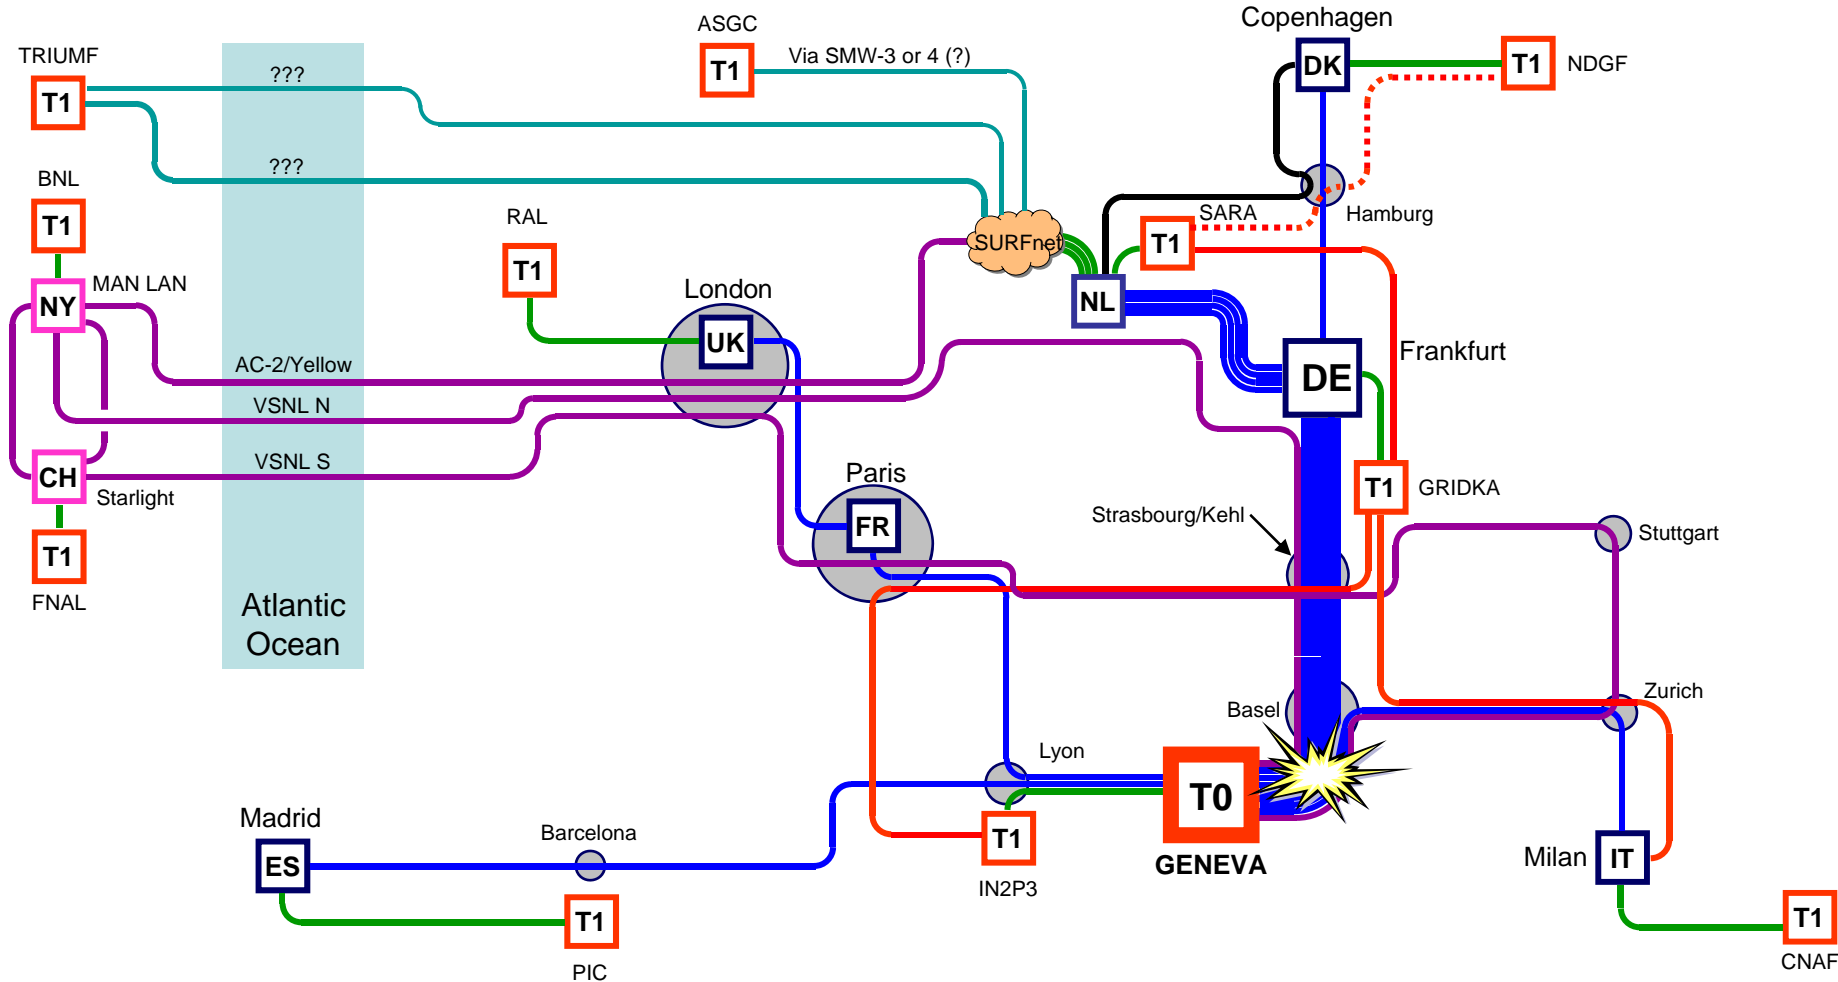 Copenhagen
ASGC
TRIUMF
Via SMW-3 or 4 (?)
DK
T1
NDGF
T1
???
T1
???
BNL
Hamburg
RAL
SARA
T1
T1
SURFnet
T1
MAN LAN
London
NY
NL
UK
Frankfurt
AC-2/Yellow
DE
VSNL N
VSNL S
Paris
CH
Starlight
T1
GRIDKA
Strasbourg/Kehl
FR
Stuttgart
T1
FNAL
Atlantic
Ocean
Zurich
Basel
Lyon
T0
GENEVA
Madrid
Barcelona
T1
Milan
IT
ES
IN2P3
T1
T1
PIC
CNAF